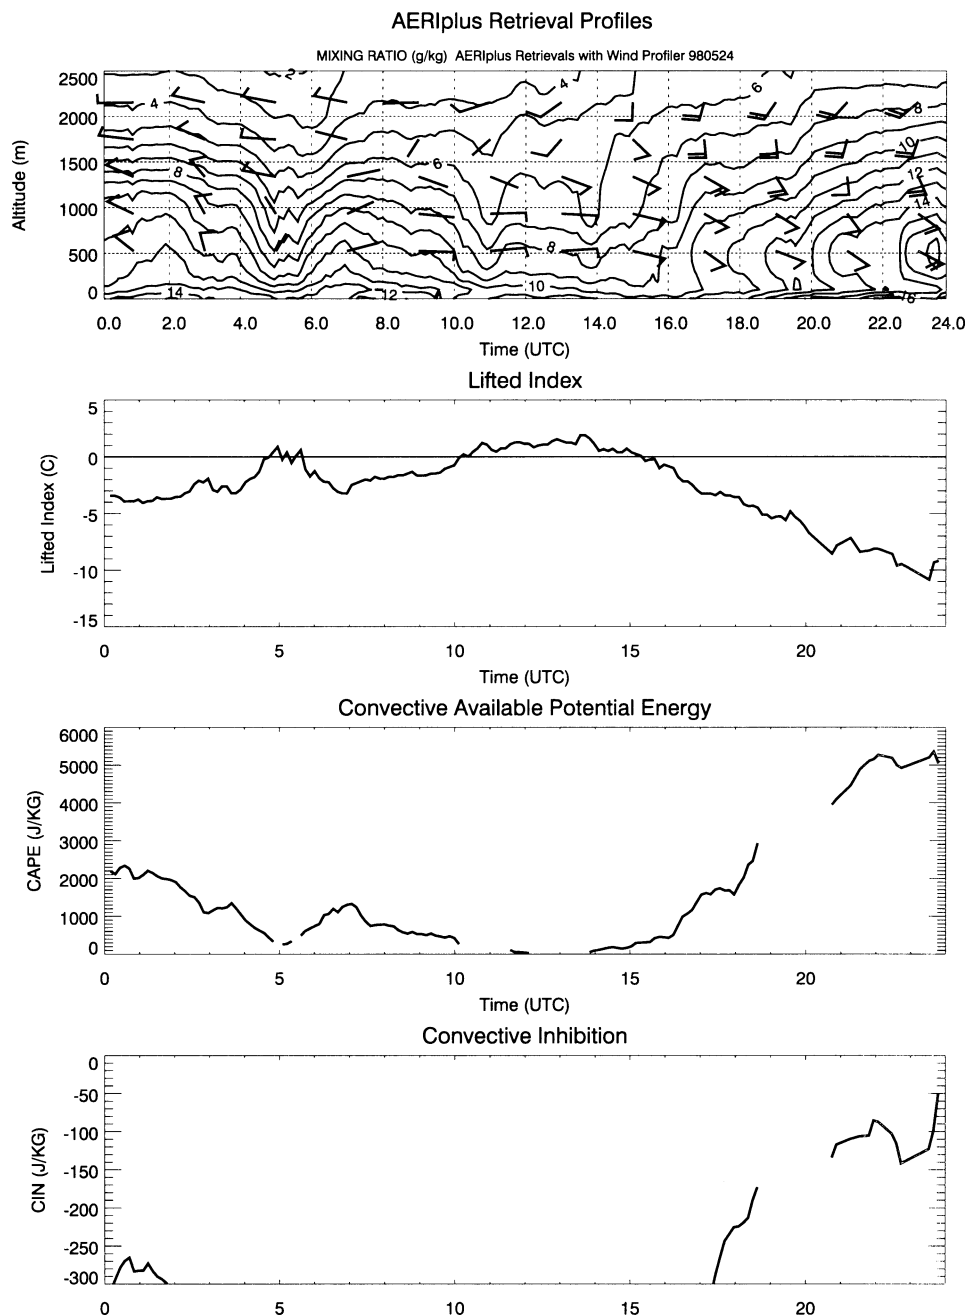 AERIplus Retrieval Profiles
MIXING RATIO (g/kg) AERIplus Retrievals with Wind Profiler 980524
2500
2000
1500
1000
500
0
Altitude (m)
2
4
4
6
8
8
6
10
12
14
8
10
14
12
16
0.0 2.0 4.0 6.0 8.0 10.0 12.0 14.0 16.0 18.0 20.0 22.0 24.0
Time (UTC)
Lifted Index
5
0
-5
-10
-15
Lifted Index (C)
0 5 10 15 20
Time (UTC)
Convective Available Potential Energy
6000
5000
4000
3000
2000
1000
0
CAPE (J/KG)
0 5 10 15 20
Time (UTC)
Convective Inhibition
0
-50
-100
-150
-200
-250
-300
CIN (J/KG)
0 5 10 15 20